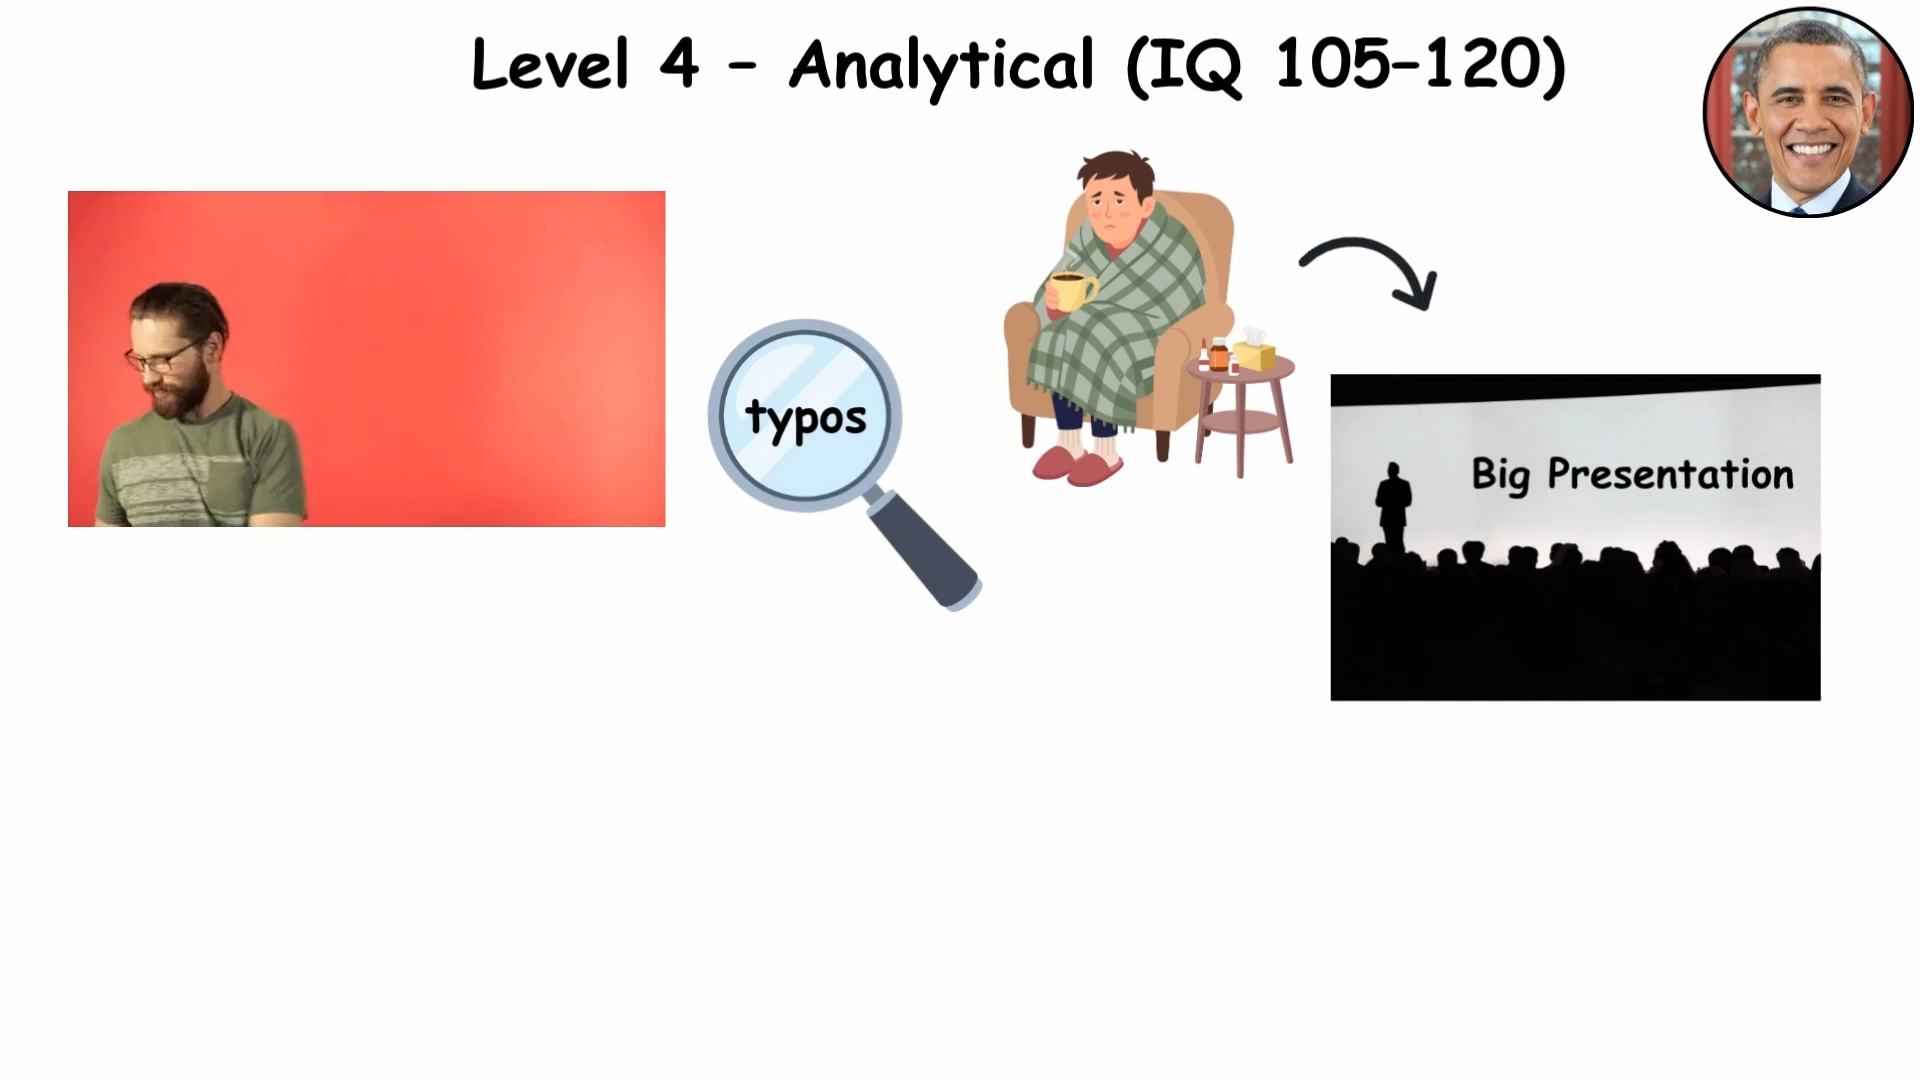 Level 4 – Analytical (IQ 105–120)
typos
Big Presentation